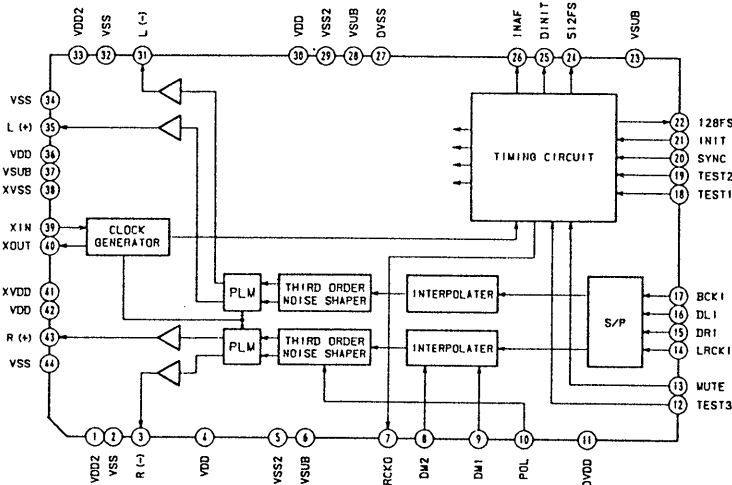 VDD2
VSS
L (-)
VDD
VSS2
VSUB
DVSS
INAF
DINIT
512FS
VSUB
33
32
31
30
29
28
27
26
25
24
23
VSS
34
L (+)
35
VDD
36
VSUB
37
XVSS
38
XIN
39
XOUT
40
XVDD
41
VDD
42
R (+)
43
VSS
44
22
128FS
21
INIT
20
SYNC
19
TEST2
18
TEST1
17
BCKI
16
DLI
15
DRI
14
LRCKI
13
MUTE
12
TEST3
TIMING CIRCUIT
CLOCK
GENERATOR
PLM
THIRD ORDER
NOISE SHAPER
INTERPOLATER
S/P
PLM
THIRD ORDER
NOISE SHAPER
INTERPOLATER
1
2
3
4
5
6
7
8
9
10
11
VDD2
VSS
R (-)
VDD
VSS2
VSUB
RCKO
DM2
DM1
POL
DVDD